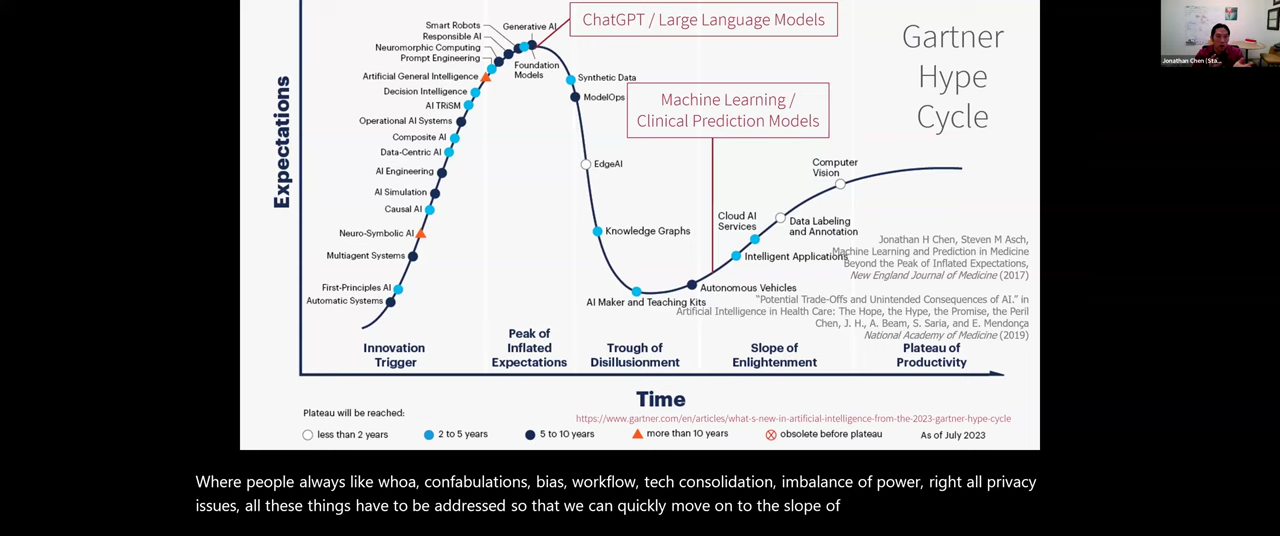 Gartner
Hype
Cycle
ChatGPT / Large Language Models
Machine Learning /
Clinical Prediction Models
Expectations
Smart Robots
Responsible AI
Neuromorphic Computing
Prompt Engineering
Artificial General Intelligence
Decision Intelligence
AI TRiSM
Operational AI Systems
Composite AI
Data-Centric AI
AI Engineering
AI Simulation
Causal AI
Neuro-Symbolic AI
Multiagent Systems
First-Principles AI
Automatic Systems
Generative AI
Foundation
Models
Synthetic Data
ModelOps
EdgeAI
Knowledge Graphs
AI Maker and Teaching Kits
Autonomous Vehicles
Intelligent Applications
Cloud AI
Services
Data Labeling
and Annotation
Computer
Vision
Jonathan H Chen, Steven M Asch,
Machine Learning and Prediction in Medicine
Beyond the Peak of Inflated Expectations,
New England Journal of Medicine (2017)
"Potential Trade-Offs and Unintended Consequences of AI." in
Artificial Intelligence in Health Care: The Hope, the Hype, the Promise, the Peril
Chen, J. H., A. Beam, S. Saria, and E. Mendonça
National Academy of Medicine (2019)
Innovation
Trigger
Peak of
Inflated
Expectations
Trough of
Disillusionment
Slope of
Enlightenment
Plateau of
Productivity
Time
https://www.gartner.com/en/articles/what-s-new-in-artificial-intelligence-from-the-2023-gartner-hype-cycle
Plateau will be reached:
less than 2 years
2 to 5 years
5 to 10 years
more than 10 years
obsolete before plateau
As of July 2023
Jonathan Chen (Sta...
Where people always like whoa, confabulations, bias, workflow, tech consolidation, imbalance of power, right all privacy
issues, all these things have to be addressed so that we can quickly move on to the slope of